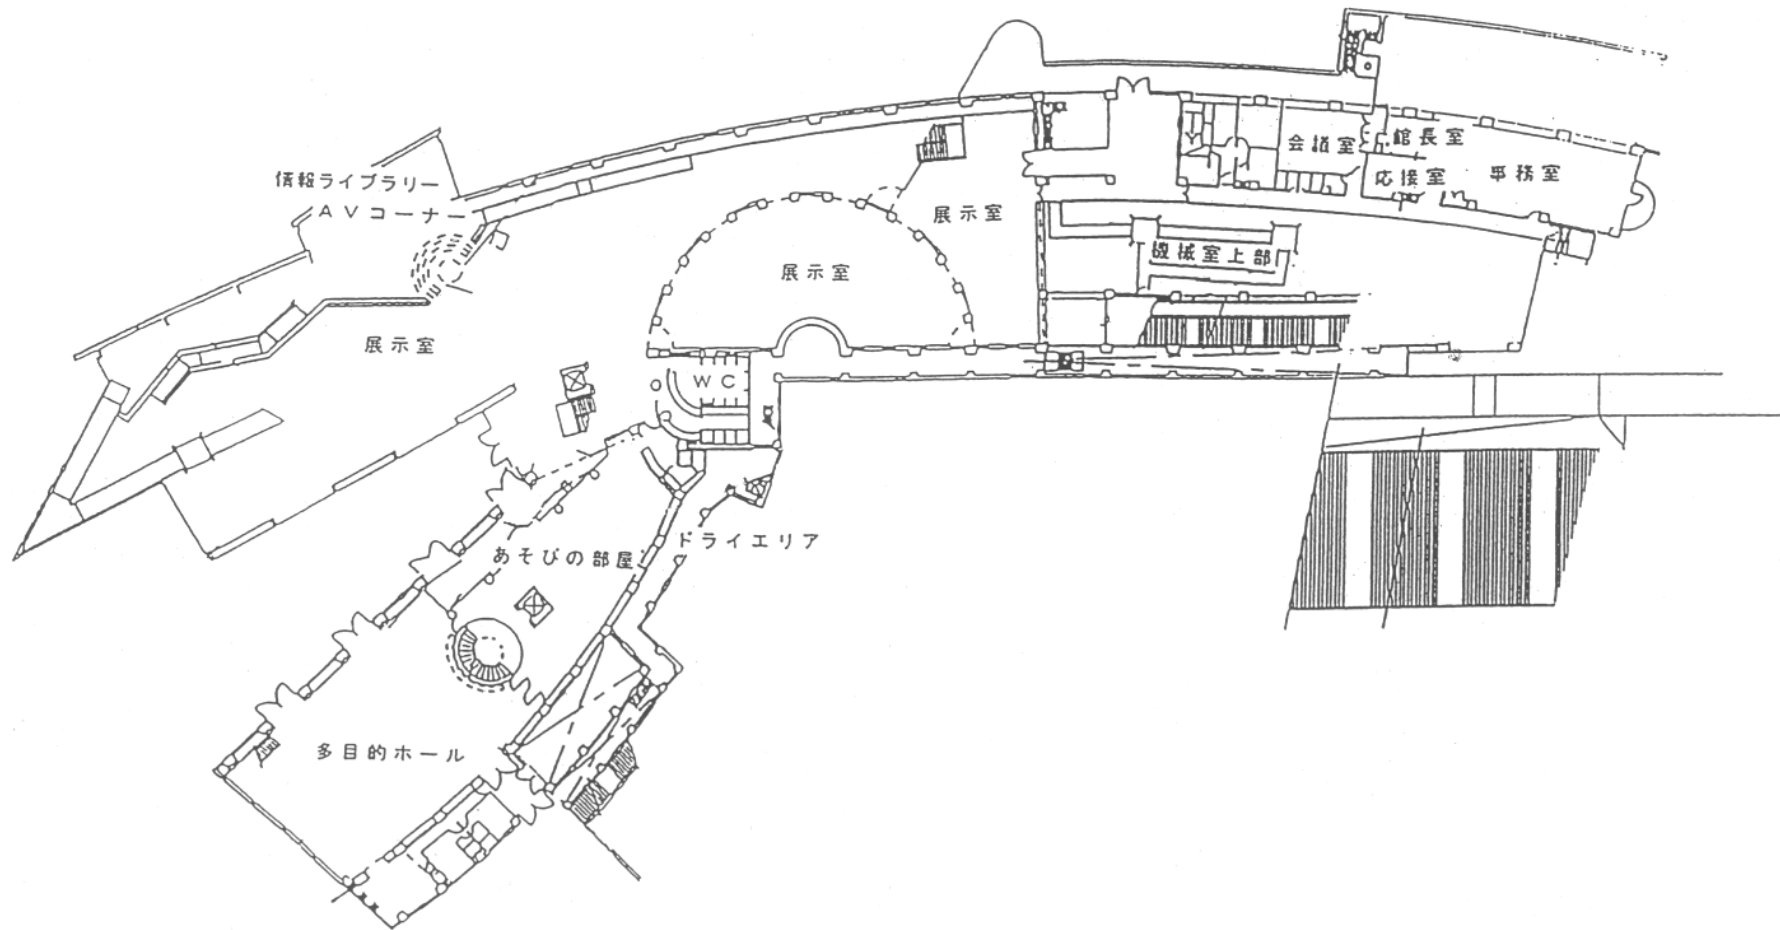 会議室
館長室
応接室
事務室
情報ライブラリー
AVコーナー
展示室
展示室
機械室上部
展示室
WC
ドライエリア
あそびの部屋
多目的ホール